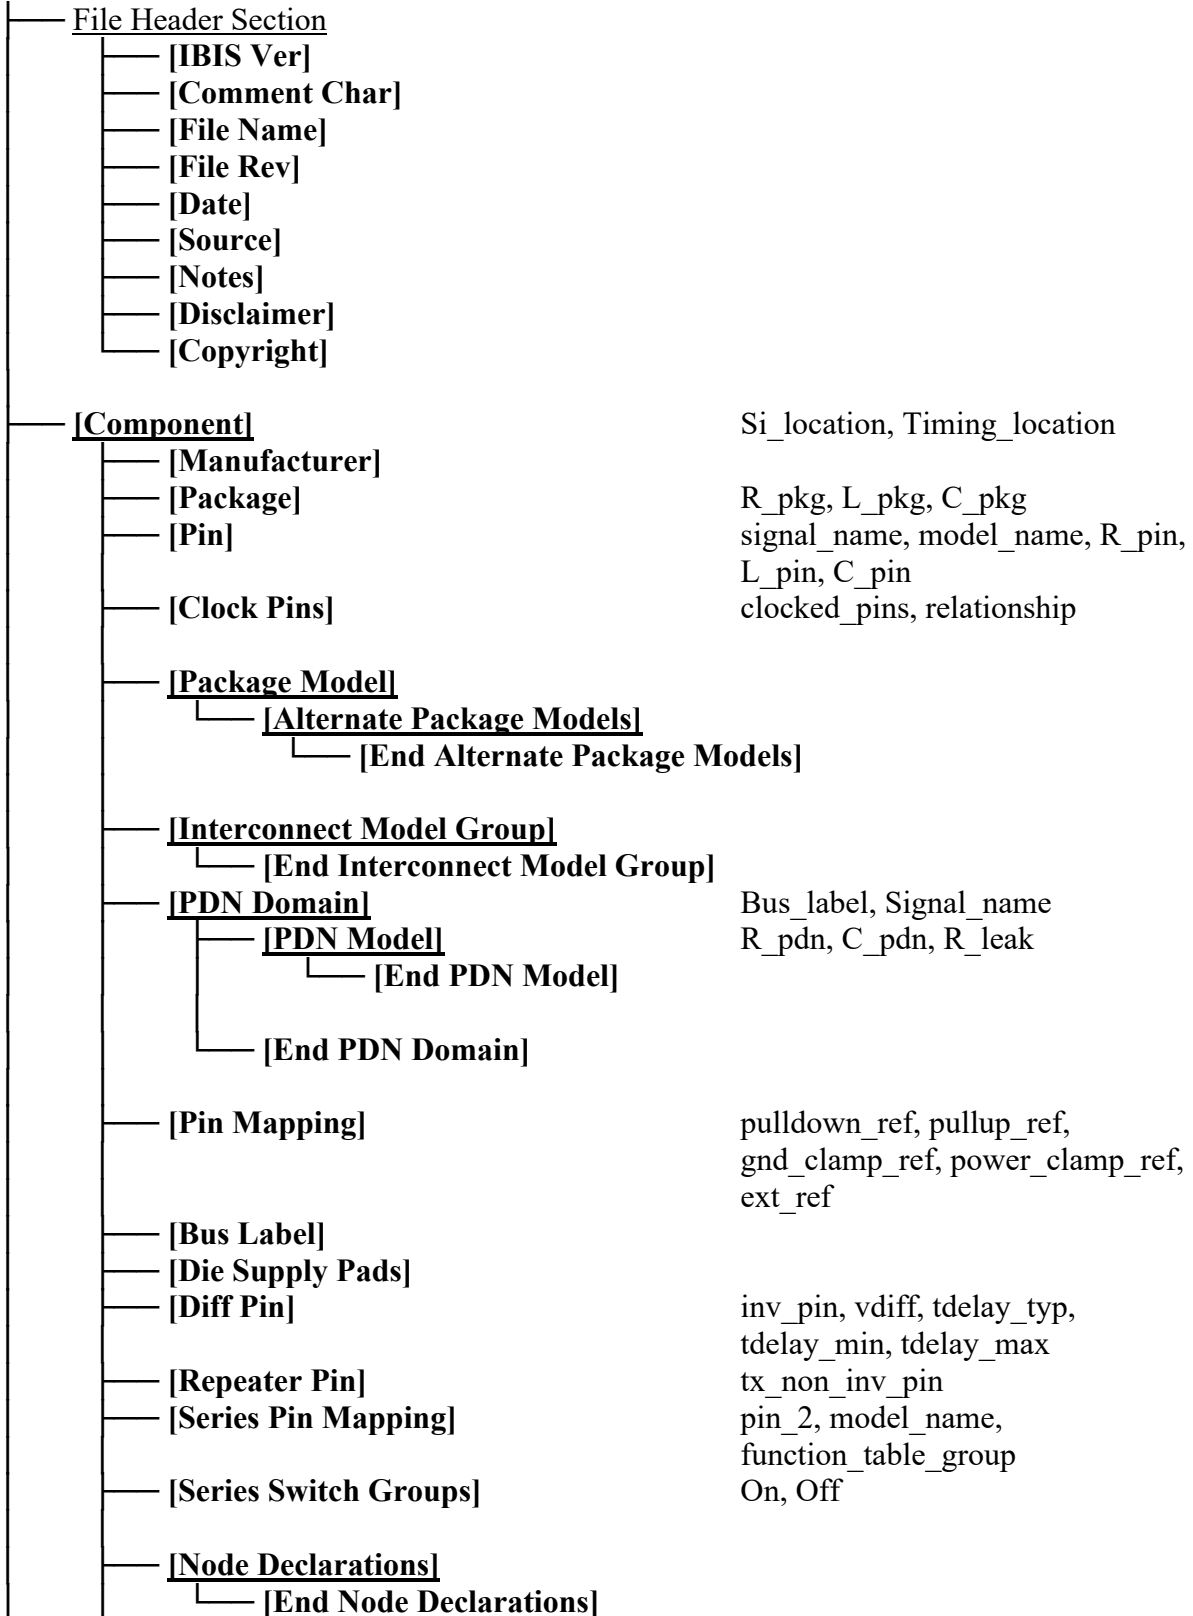 File Header Section
[IBIS Ver]
[Comment Char]
[File Name]
[File Rev]
[Date]
[Source]
[Notes]
[Disclaimer]
[Copyright]
[Component] Si_location, Timing_location
[Manufacturer]
[Package] R_pkg, L_pkg, C_pkg
[Pin] signal_name, model_name, R_pin,
L_pin, C_pin
[Clock Pins] clocked_pins, relationship
[Package Model]
[Alternate Package Models]
[End Alternate Package Models]
[Interconnect Model Group]
[End Interconnect Model Group]
[PDN Domain] Bus_label, Signal_name
[PDN Model] R_pdn, C_pdn, R_leak
[End PDN Model]
[End PDN Domain]
[Pin Mapping] pulldown_ref, pullup_ref,
gnd_clamp_ref, power_clamp_ref,
ext_ref
[Bus Label]
[Die Supply Pads]
[Diff Pin] inv_pin, vdiff, tdelay_typ,
tdelay_min, tdelay_max
[Repeater Pin] tx_non_inv_pin
[Series Pin Mapping] pin_2, model_name,
function_table_group
[Series Switch Groups] On, Off
[Node Declarations]
[End Node Declarations]